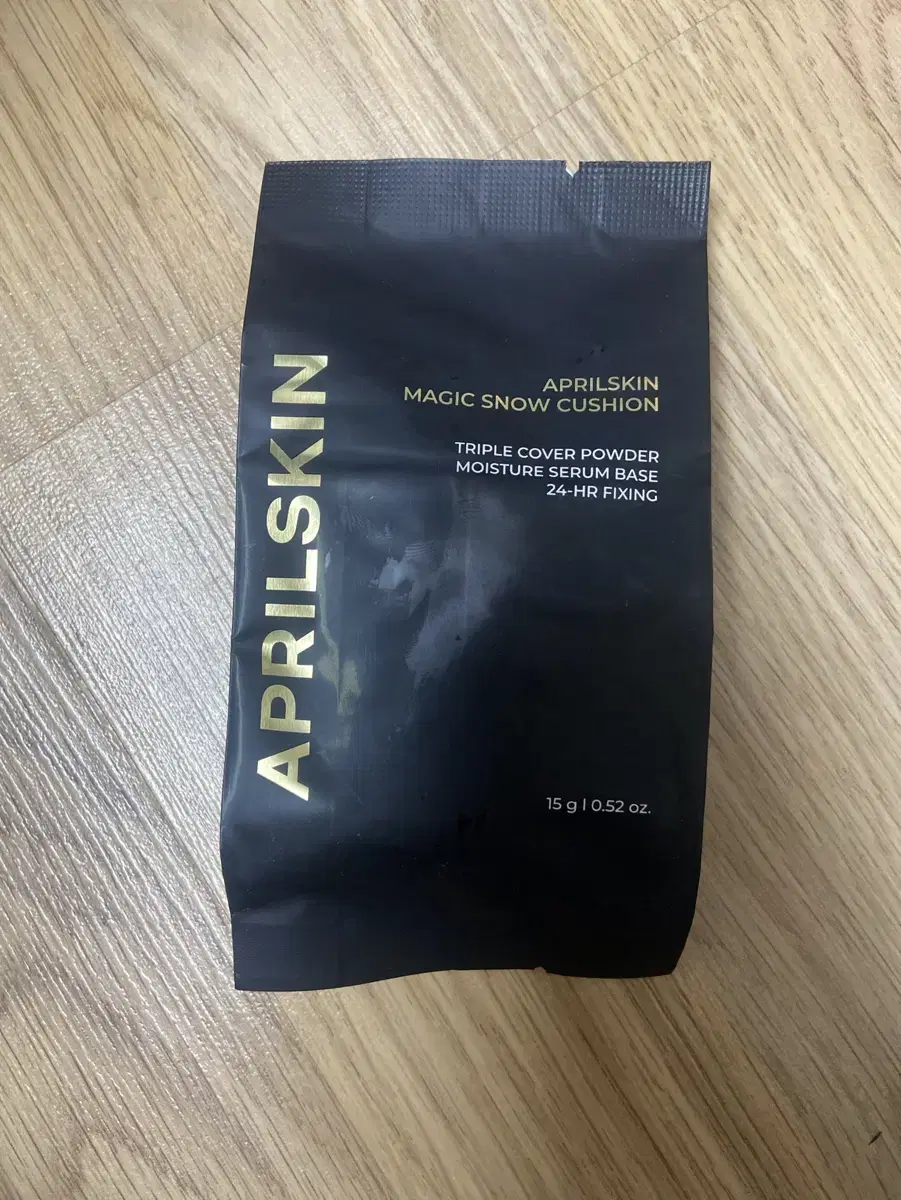 APRILSKIN
APRILSKIN
MAGIC SNOW CUSHION
TRIPLE COVER POWDER
MOISTURE SERUM BASE
24-HR FIXING
15 g l 0.52 oz.